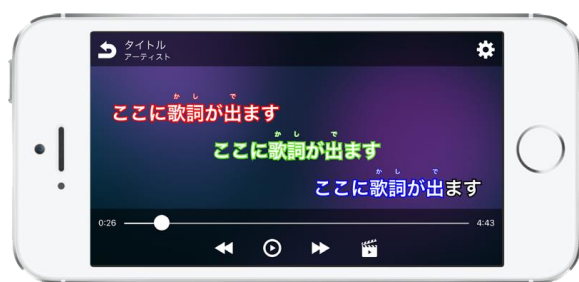 タイトル
アーティスト
か し で
ここに歌詞が出ます
か し で
ここに歌詞が出ます
か し で
ここに歌詞が出ます
0:26
4:43